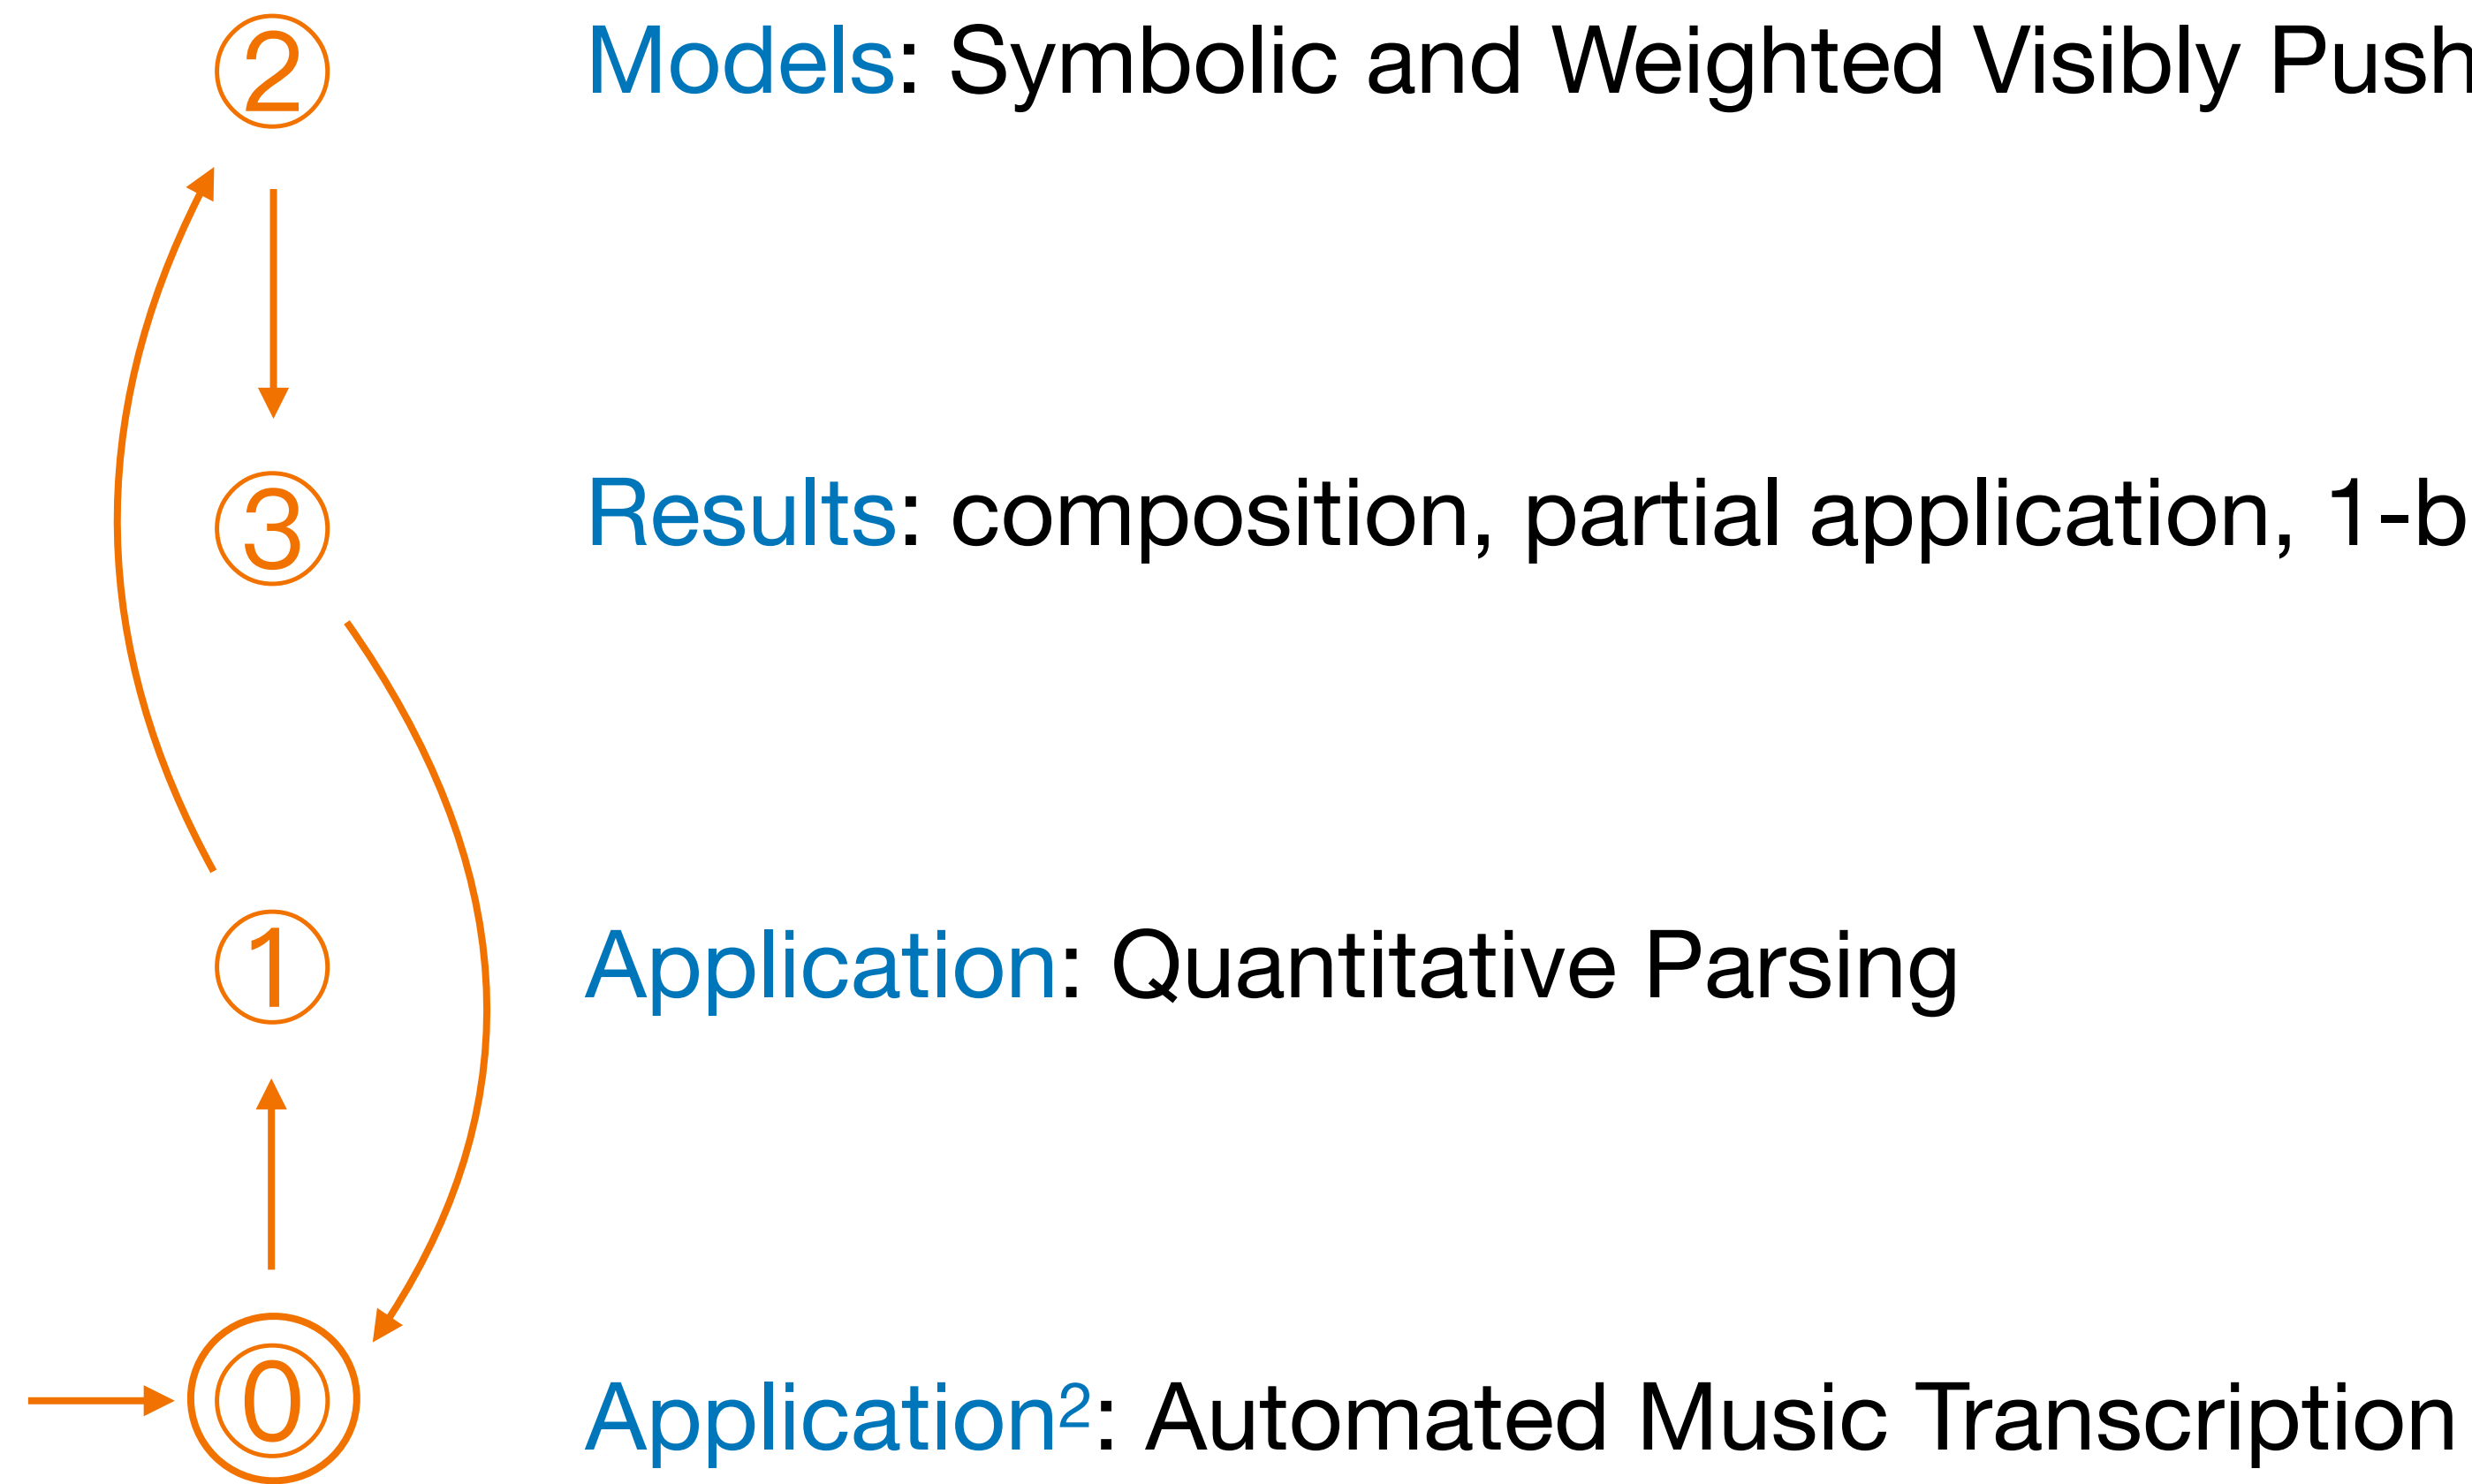 ② Models: Symbolic and Weighted Visibly Push
③ Results: composition, partial application, 1-b
① Application: Quantitative Parsing
⓪ Application²: Automated Music Transcription